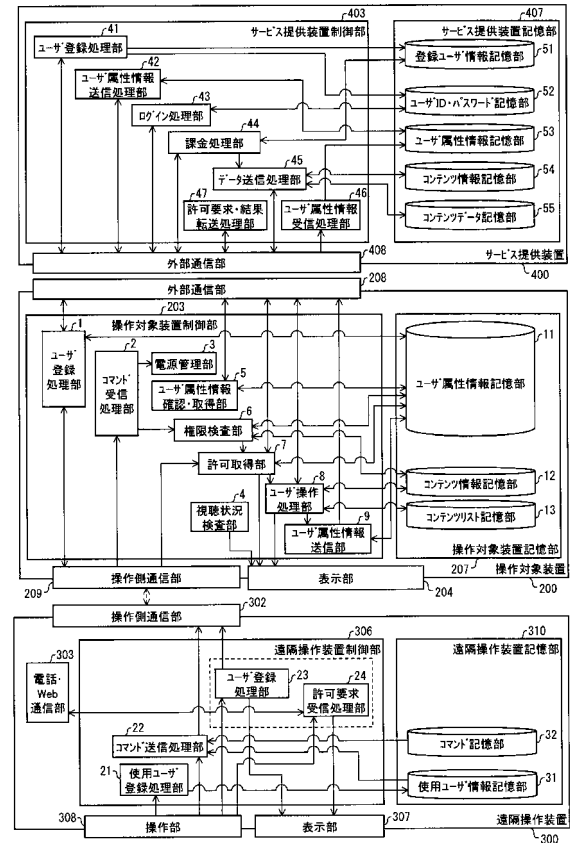 403
サービス提供装置制御部
407
サービス提供装置記憶部
41
ユーザ登録処理部
42
ユーザ属性情報
送信処理部
43
ログイン処理部
44
課金処理部
45
データ送信処理部
47
許可要求・結果
転送処理部
46
ユーザ属性情報
受信処理部
51
登録ユーザ情報記憶部
52
ユーザID・パスワード記憶部
53
ユーザ属性情報記憶部
54
コンテンツ情報記憶部
55
コンテンツデータ記憶部
外部通信部
408
サービス提供装置
400
外部通信部
208
203
操作対象装置制御部
1
ユーザ
登録
処理部
2
コマンド
受信
処理部
3
電源管理部
5
ユーザ属性情報
確認・取得部
6
権限検査部
7
許可取得部
8
ユーザ操作
処理部
4
視聴状況
検査部
9
ユーザ属性情報
送信部
11
ユーザ属性情報記憶部
12
コンテンツ情報記憶部
13
コンテンツリスト記憶部
操作対象装置記憶部
207
操作対象装置
200
操作側通信部
209
表示部
204
操作側通信部
302
303
電話・
Web
通信部
306
遠隔操作装置制御部
310
遠隔操作装置記憶部
ユーザ登録
処理部
23
24
許可要求
受信処理部
22
コマンド送信処理部
21
使用ユーザ
登録処理部
32
コマンド記憶部
31
使用ユーザ情報記憶部
308
操作部
表示部
307
遠隔操作装置
300